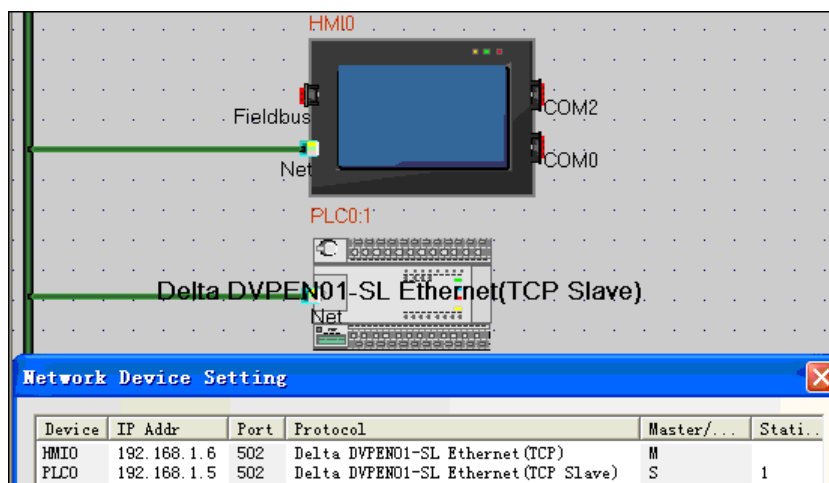 HMI0
Fieldbus
COM2
Net
COM0
PLC0:1
Delta DVPEN01-SL Ethernet(TCP Slave)
Net
Network Device Setting
Device IP Addr Port Protocol Master/... Stati..
HMI0 192.168.1.6 502 Delta DVPEN01-SL Ethernet(TCP) M
PLC0 192.168.1.5 502 Delta DVPEN01-SL Ethernet(TCP Slave) S 1